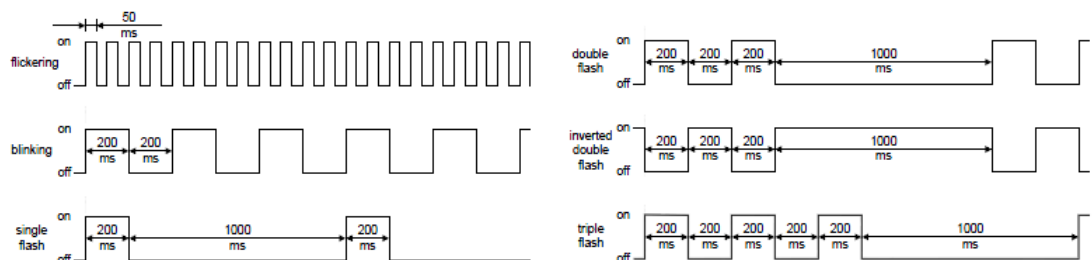 50
ms
on
flickering
off
on
blinking
200 200
ms ms
off
on
single
flash
200 1000 200
ms ms ms
off
on
double
flash
200 200 200 1000
ms ms ms ms
off
on
inverted
double
flash
200 200 200 1000
ms ms ms ms
off
on
triple
flash
200 200 200 200 200 1000
ms ms ms ms ms ms
off